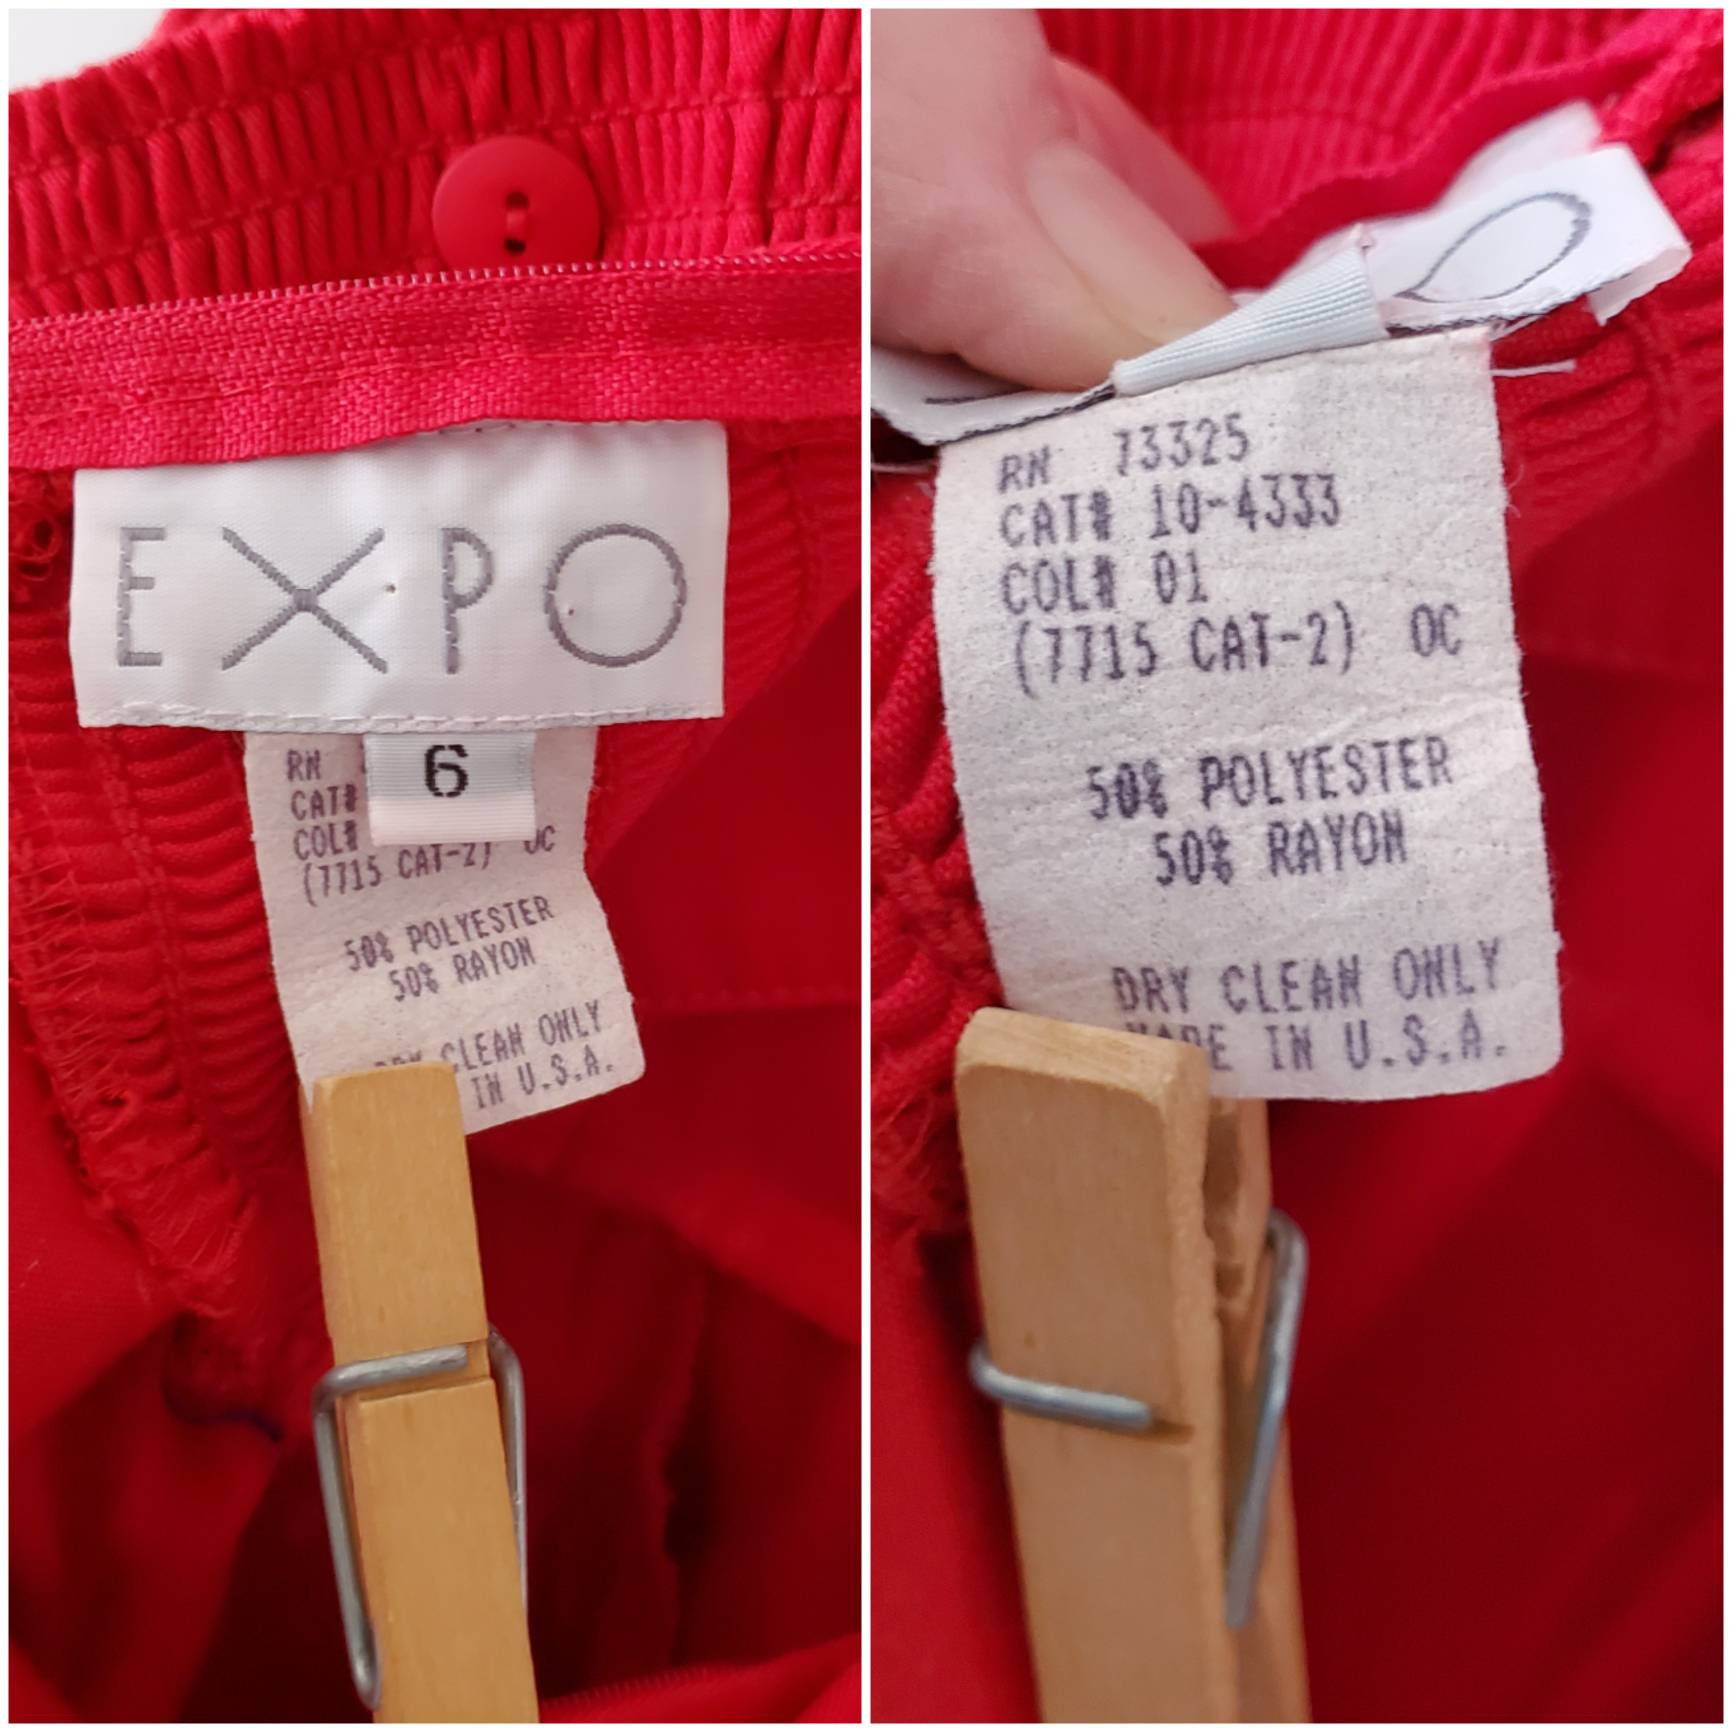 EXPO
6
RN
CAT#
COL#
(7715 CAT-2) OC
50% POLYESTER
50% RAYON
CLEAN ONLY
IN U.S.A.
O
RN 73325
CAT# 10-4333
COL# 01
(7715 CAT-2) OC
50% POLYESTER
50% RAYON
DRY CLEAN ONLY
MADE IN U.S.A.